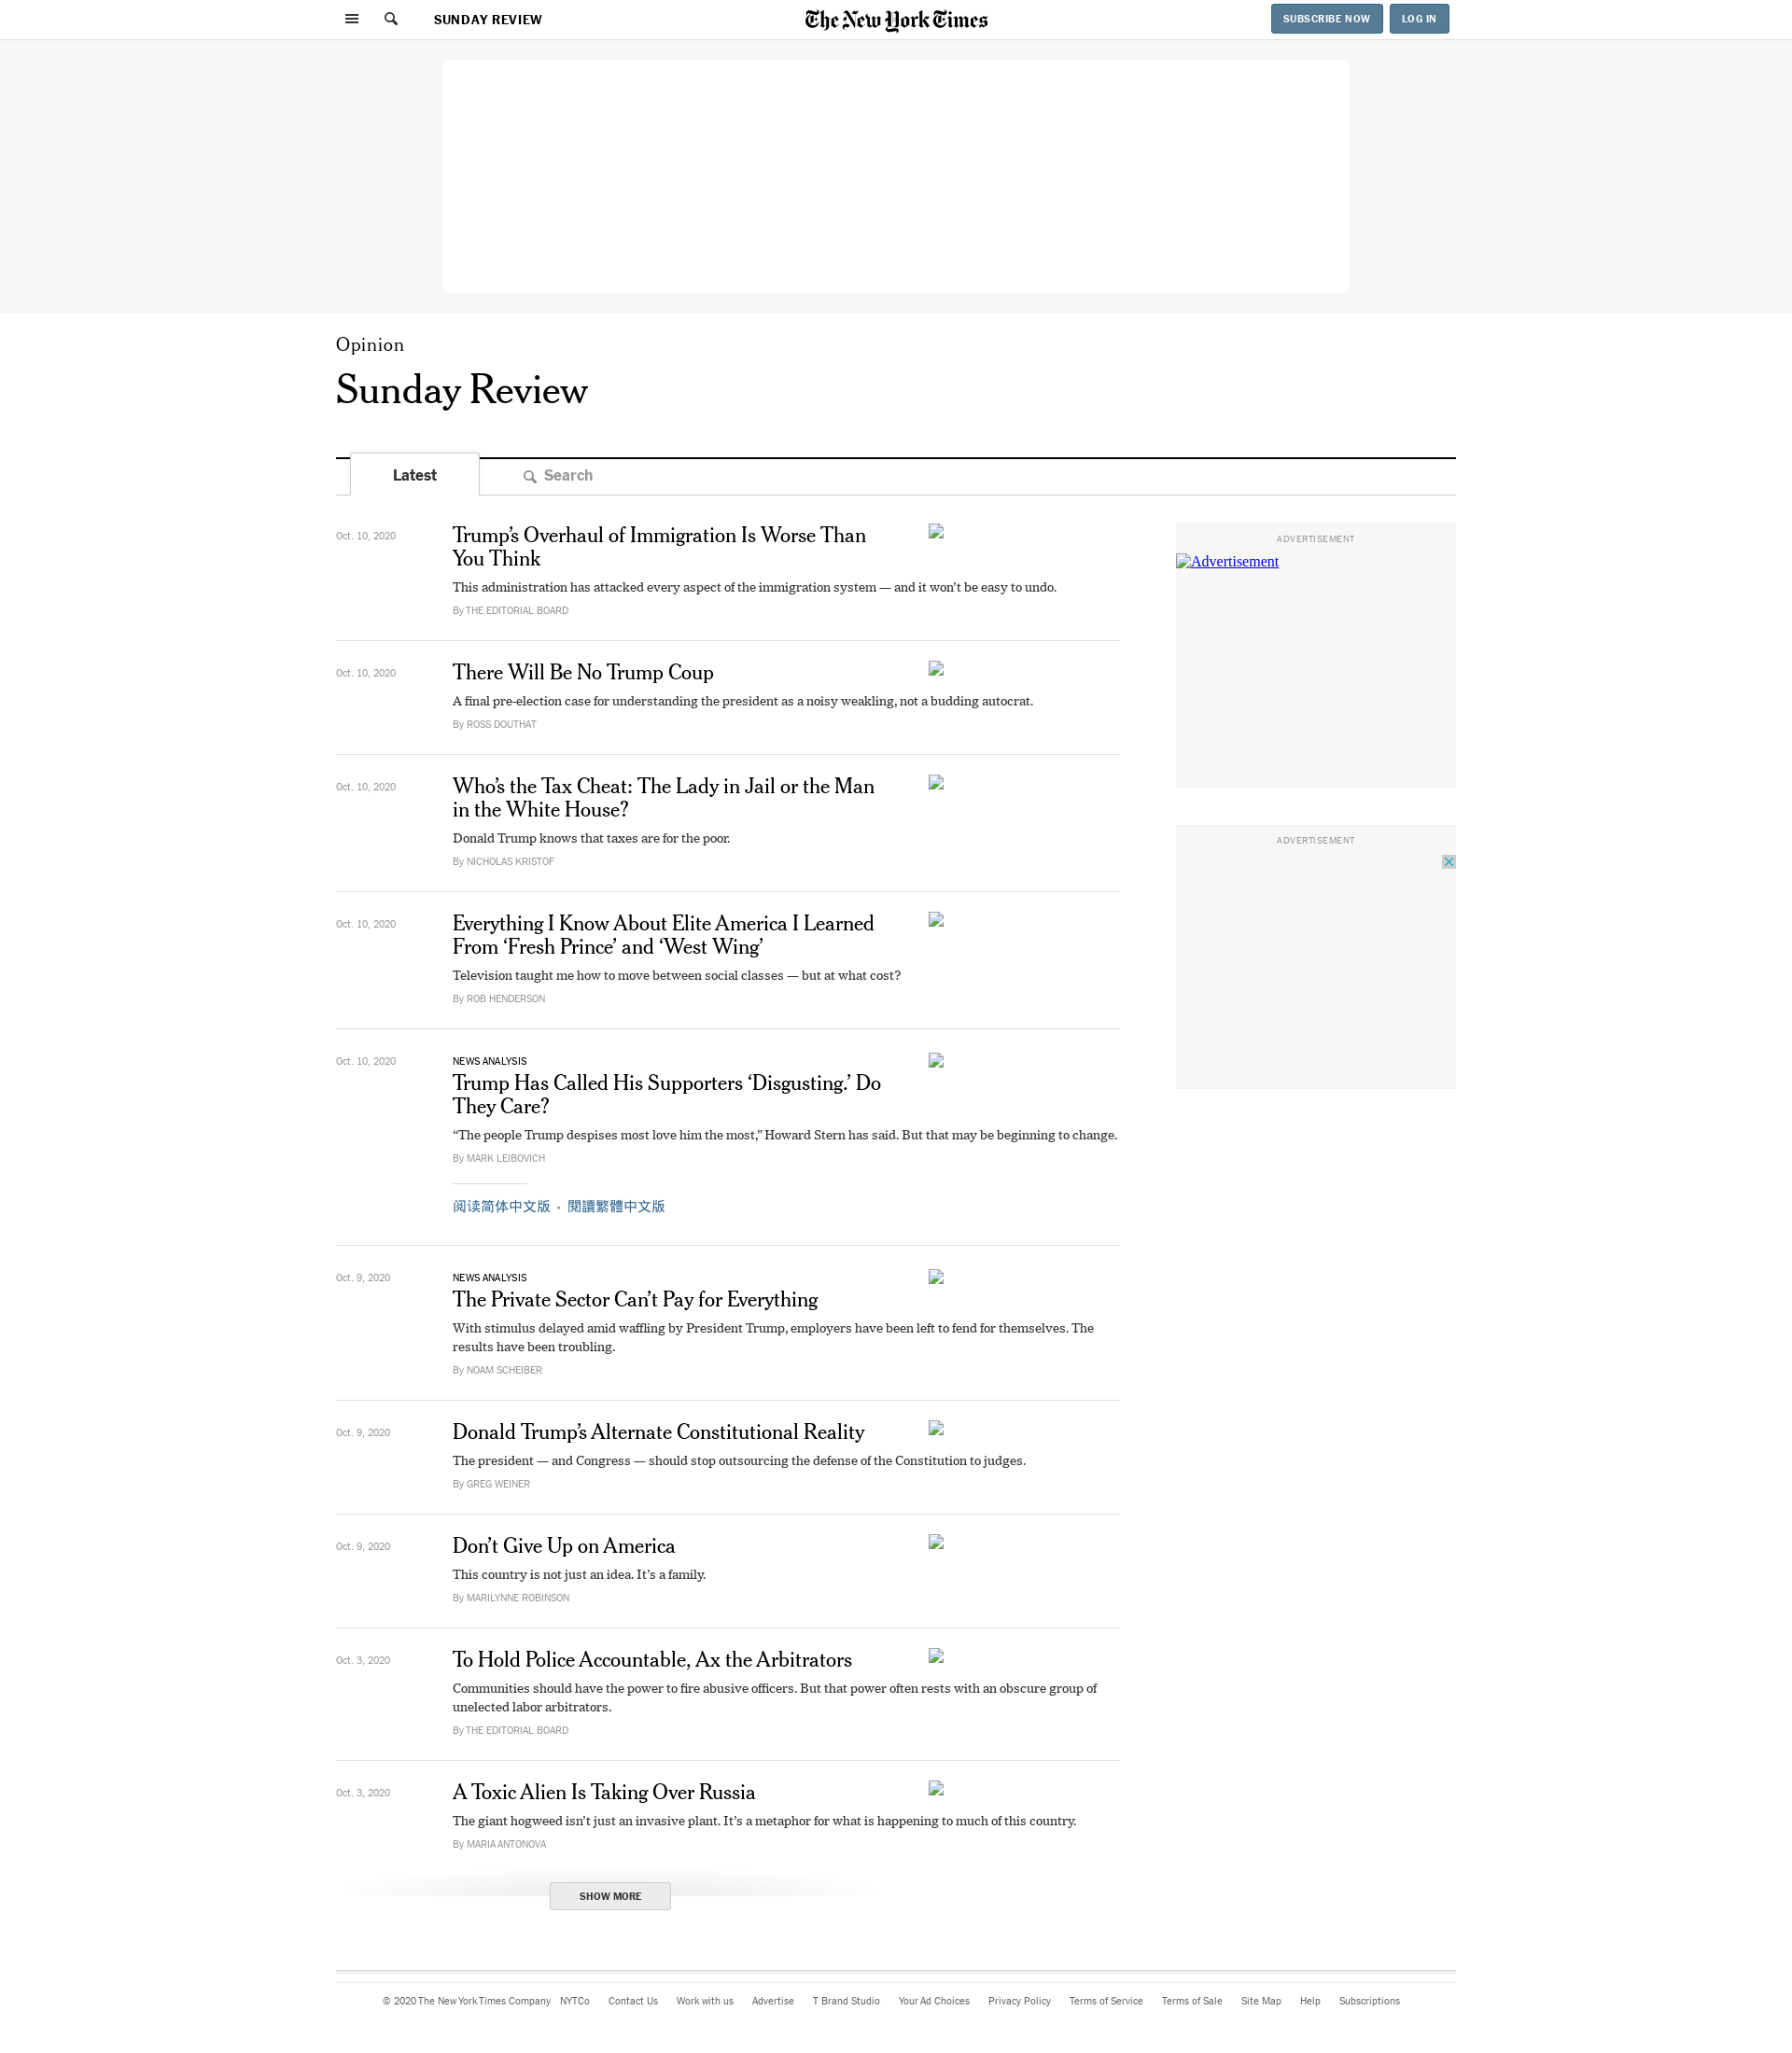 SUNDAY REVIEW
The New York Times
SUBSCRIBE NOW
LOG IN
Opinion
Sunday Review
Latest
Search
Oct. 10, 2020
Trump’s Overhaul of Immigration Is Worse Than
You Think
This administration has attacked every aspect of the immigration system — and it won’t be easy to undo.
By THE EDITORIAL BOARD
Oct. 10, 2020
There Will Be No Trump Coup
A final pre-election case for understanding the president as a noisy weakling, not a budding autocrat.
By ROSS DOUTHAT
Oct. 10, 2020
Who’s the Tax Cheat: The Lady in Jail or the Man
in the White House?
Donald Trump knows that taxes are for the poor.
By NICHOLAS KRISTOF
Oct. 10, 2020
Everything I Know About Elite America I Learned
From ‘Fresh Prince’ and ‘West Wing’
Television taught me how to move between social classes — but at what cost?
By ROB HENDERSON
Oct. 10, 2020
NEWS ANALYSIS
Trump Has Called His Supporters ‘Disgusting.’ Do
They Care?
“The people Trump despises most love him the most,” Howard Stern has said. But that may be beginning to change.
By MARK LEIBOVICH
阅读简体中文版 • 閱讀繁體中文版
Oct. 9, 2020
NEWS ANALYSIS
The Private Sector Can’t Pay for Everything
With stimulus delayed amid waffling by President Trump, employers have been left to fend for themselves. The
results have been troubling.
By NOAM SCHEIBER
Oct. 9, 2020
Donald Trump’s Alternate Constitutional Reality
The president — and Congress — should stop outsourcing the defense of the Constitution to judges.
By GREG WEINER
Oct. 9, 2020
Don’t Give Up on America
This country is not just an idea. It’s a family.
By MARILYNNE ROBINSON
Oct. 3, 2020
To Hold Police Accountable, Ax the Arbitrators
Communities should have the power to fire abusive officers. But that power often rests with an obscure group of
unelected labor arbitrators.
By THE EDITORIAL BOARD
Oct. 3, 2020
A Toxic Alien Is Taking Over Russia
The giant hogweed isn’t just an invasive plant. It’s a metaphor for what is happening to much of this country.
By MARIA ANTONOVA
SHOW MORE
ADVERTISEMENT
Advertisement
ADVERTISEMENT
© 2020 The New York Times Company NYTCo Contact Us Work with us Advertise T Brand Studio Your Ad Choices Privacy Policy Terms of Service Terms of Sale Site Map Help Subscriptions